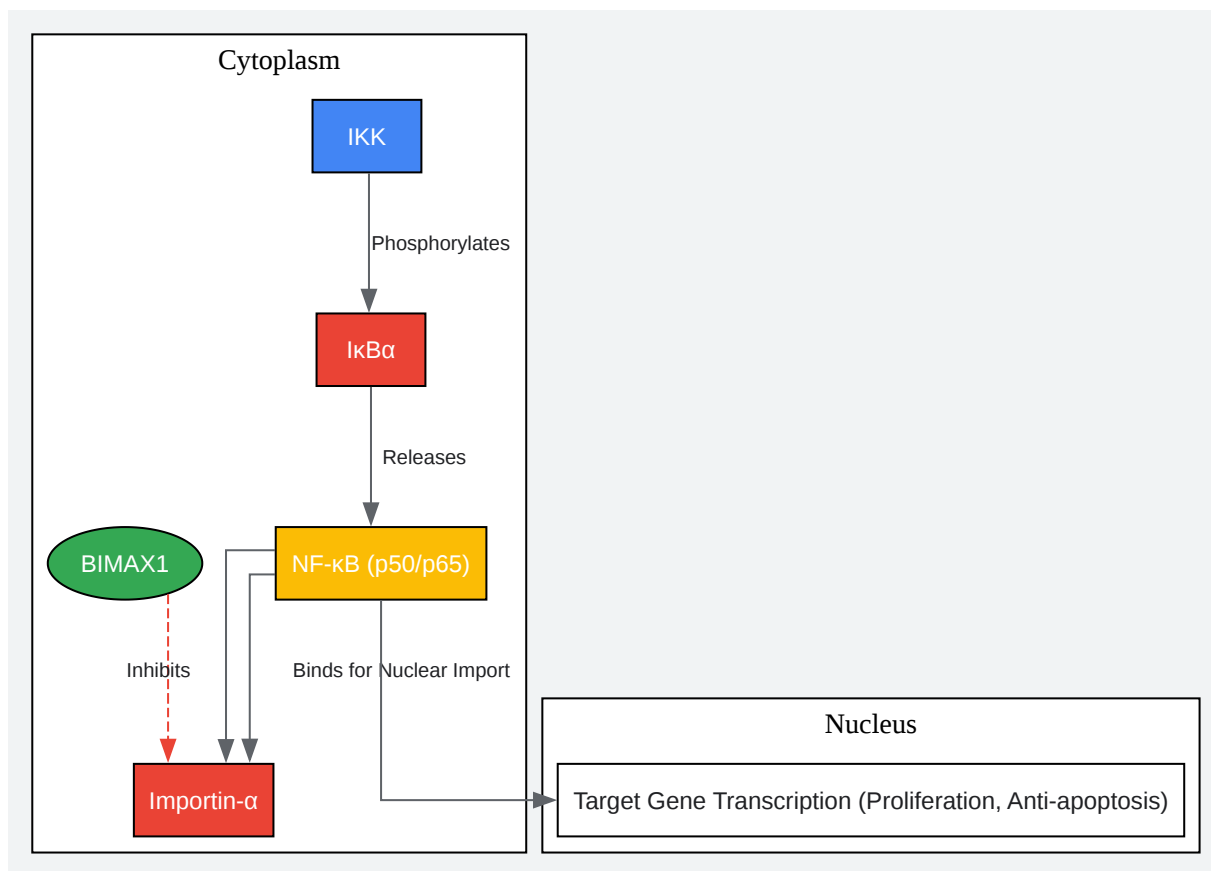 Cytoplasm
IKK
Phosphorylates
IκBα
Releases
BIMAX1
NF-κB (p50/p65)
Inhibits
Binds for Nuclear Import
Importin-α
Nucleus
Target Gene Transcription (Proliferation, Anti-apoptosis)